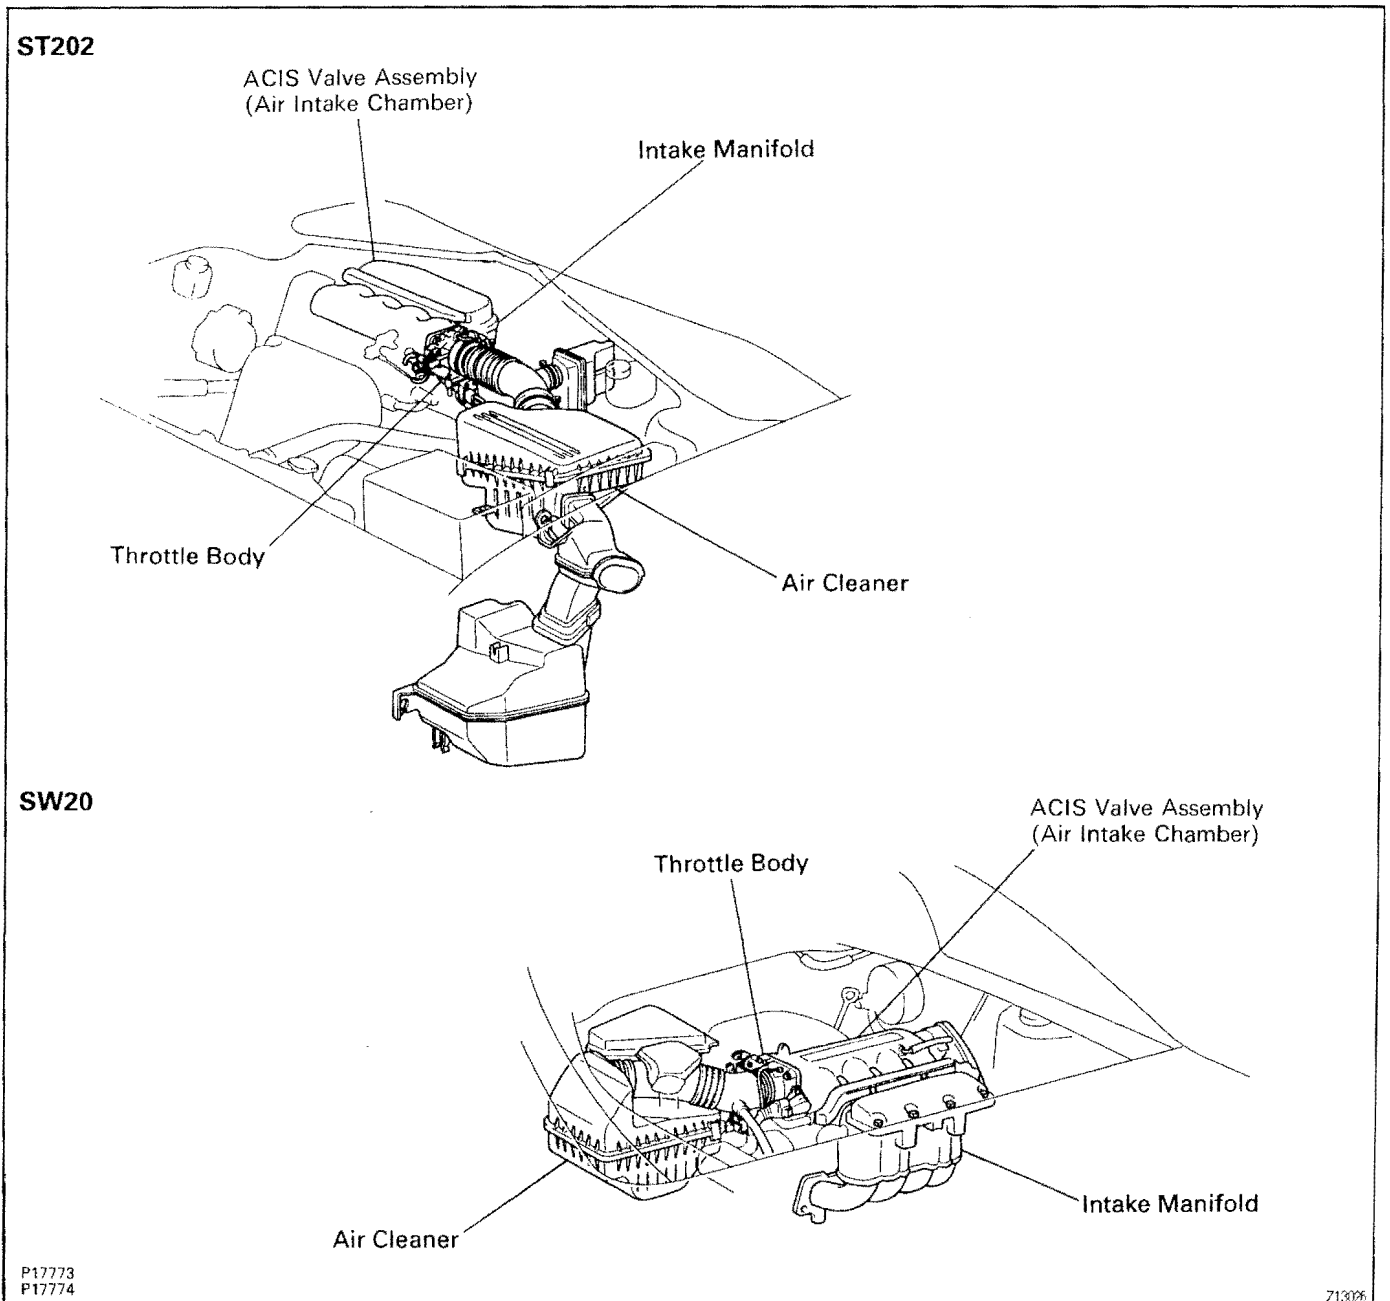 ST202
ACIS Valve Assembly
(Air Intake Chamber)
Intake Manifold
Throttle Body
Air Cleaner
SW20
ACIS Valve Assembly
(Air Intake Chamber)
Throttle Body
Intake Manifold
Air Cleaner
P17773
P17774
Z13026